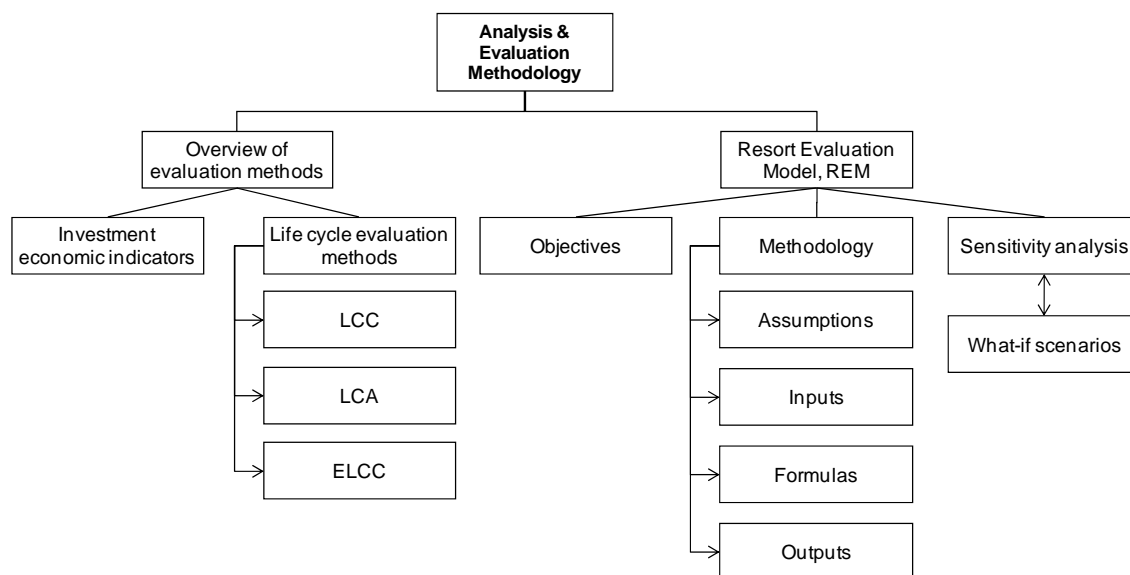 Analysis &
Evaluation
Methodology
Overview of
evaluation methods
Resort Evaluation
Model, REM
Investment
economic indicators
Life cycle evaluation
methods
Objectives
Methodology
Sensitivity analysis
LCC
Assumptions
What-if scenarios
LCA
Inputs
ELCC
Formulas
Outputs